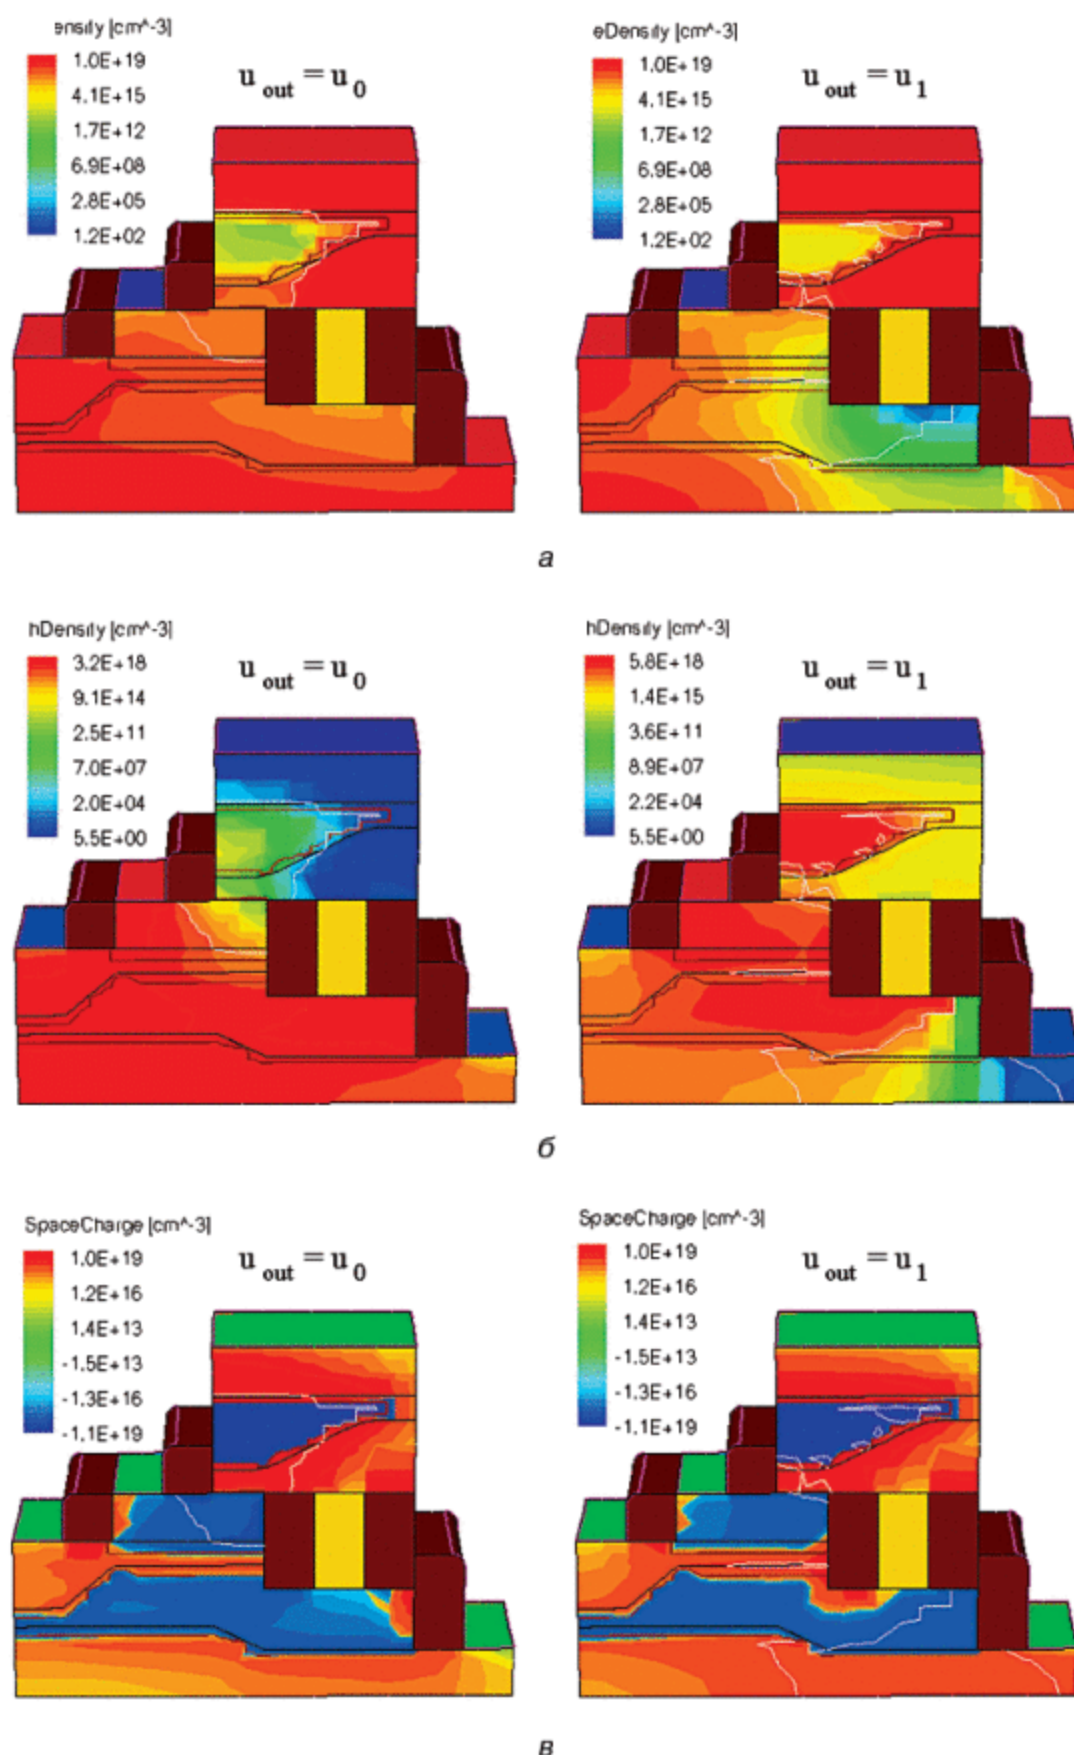 ensity [cm^-3]
u out = u 0
1.0E+19
4.1E+15
1.7E+12
6.9E+08
2.8E+05
1.2E+02
eDensity [cm^-3]
u out = u 1
1.0E+19
4.1E+15
1.7E+12
6.9E+08
2.8E+05
1.2E+02
а
hDensity [cm^-3]
u out = u 0
3.2E+18
9.1E+14
2.5E+11
7.0E+07
2.0E+04
5.5E+00
hDensity [cm^-3]
u out = u 1
5.8E+18
1.4E+15
3.6E+11
8.9E+07
2.2E+04
5.5E+00
б
SpaceCharge [cm^-3]
u out = u 0
1.0E+19
1.2E+16
1.4E+13
-1.5E+13
-1.3E+16
-1.1E+19
SpaceCharge [cm^-3]
u out = u 1
1.0E+19
1.2E+16
1.4E+13
-1.5E+13
-1.3E+16
-1.1E+19
в